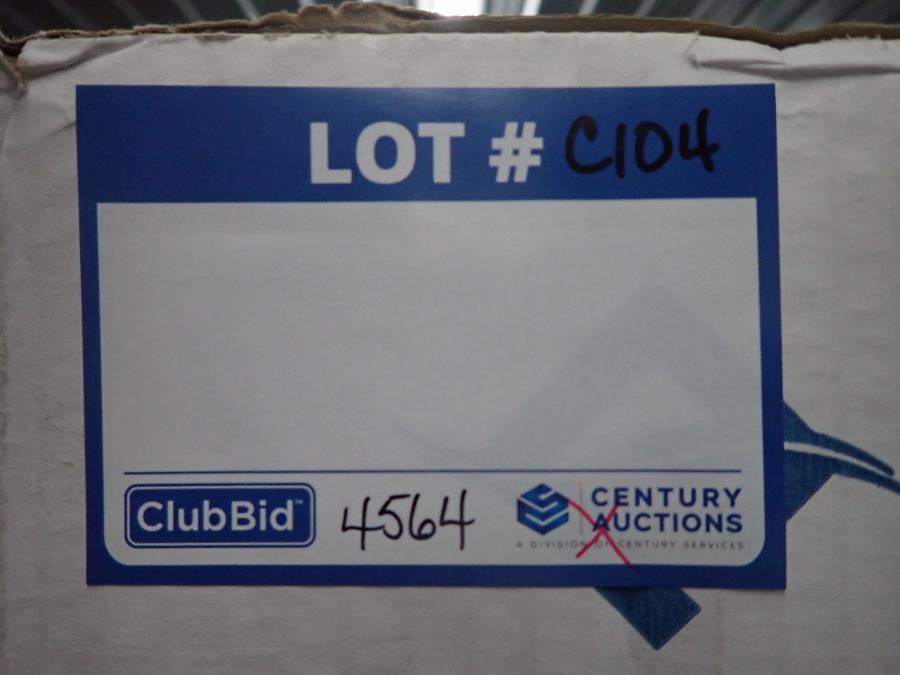 LOT # C104
ClubBid™ 4564 CENTURY AUCTIONS
A DIVISION OF CENTURY SERVICES